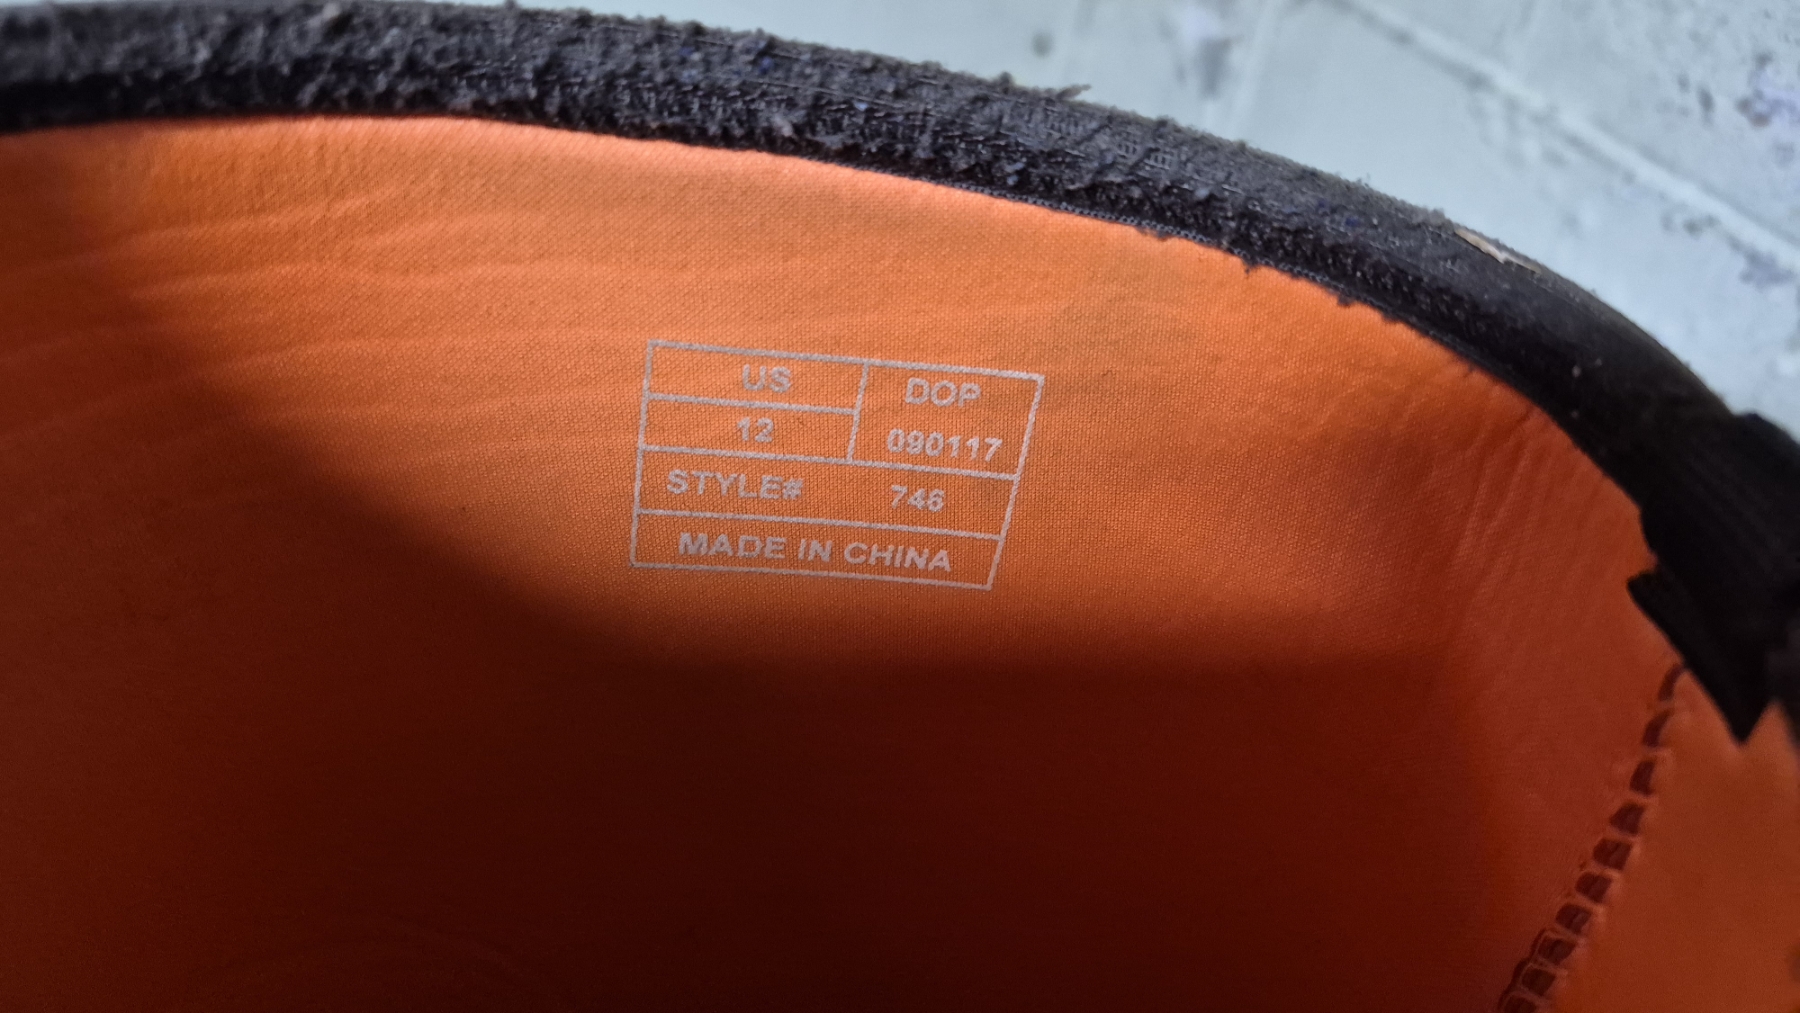 US
DOP
12
090117
STYLE# 746
MADE IN CHINA